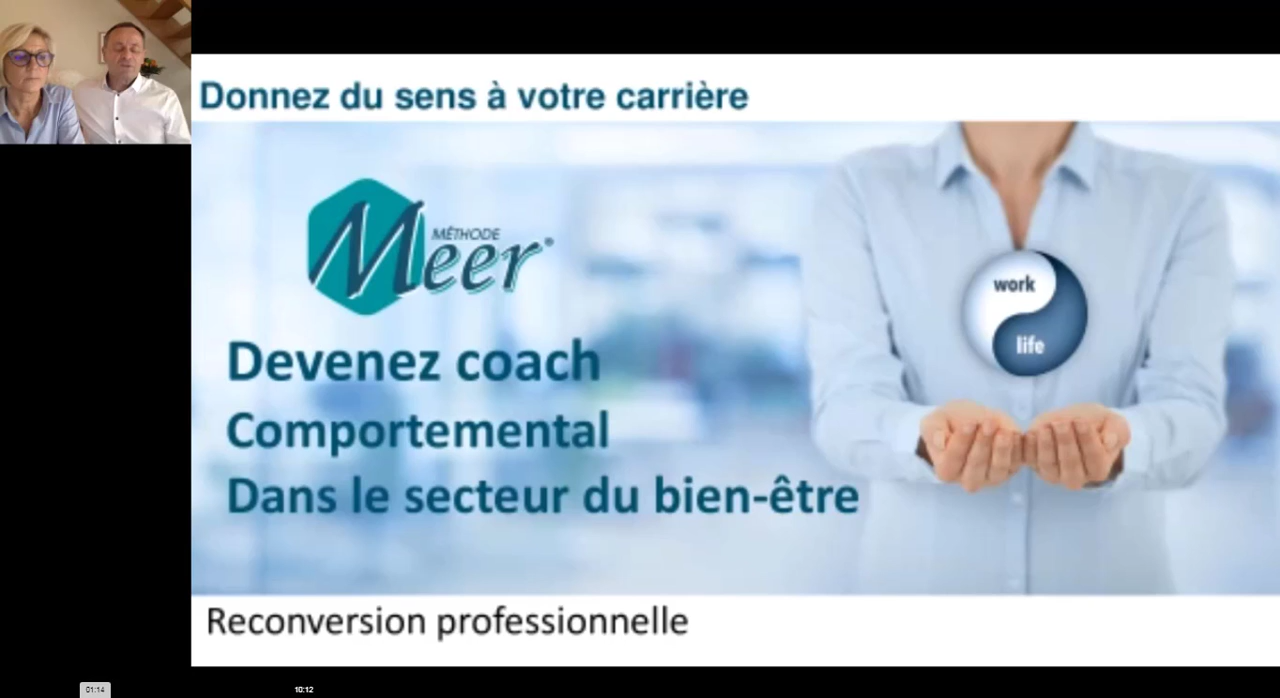 Donnez du sens à votre carrière
MÉTHODE
Meer®
work
life
Devenez coach
Comportemental
Dans le secteur du bien-être
Reconversion professionnelle
01:14
10:12